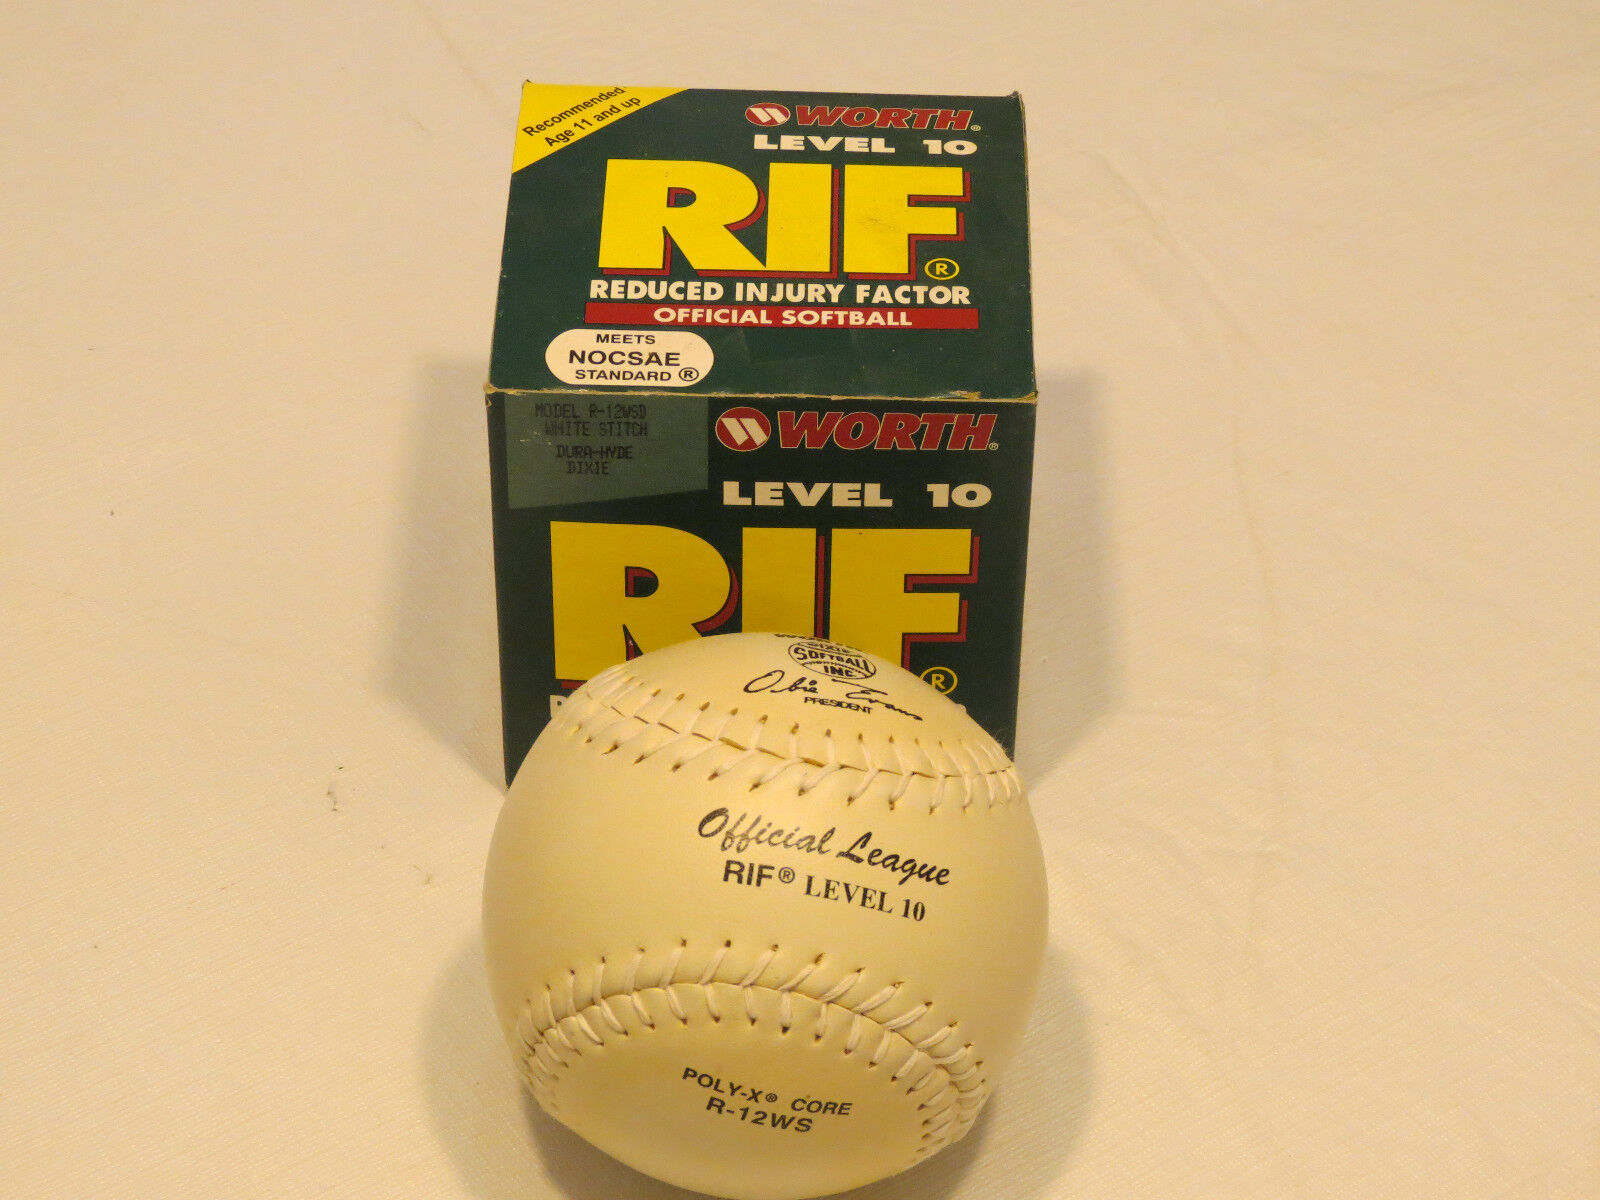 Recommended
Age 11 and up
WORTH®
LEVEL 10
RIF®
REDUCED INJURY FACTOR
OFFICIAL SOFTBALL
MEETS
NOCSAE
STANDARD ®
MODEL R-12WSD
WHITE STITCH
DURA-HYDE
DIXIE
WORTH®
LEVEL 10
RIF®
SOFTBALL
INC.
Obie Evans
PRESIDENT
Official League
RIF® LEVEL 10
POLY-X® CORE
R-12WS